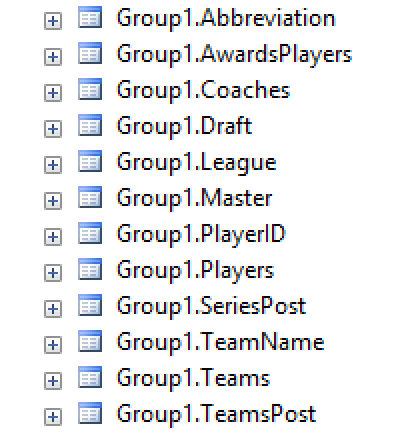 Group1.Abbreviation
Group1.AwardsPlayers
Group1.Coaches
Group1.Draft
Group1.League
Group1.Master
Group1.PlayerID
Group1.Players
Group1.SeriesPost
Group1.TeamName
Group1.Teams
Group1.TeamsPost